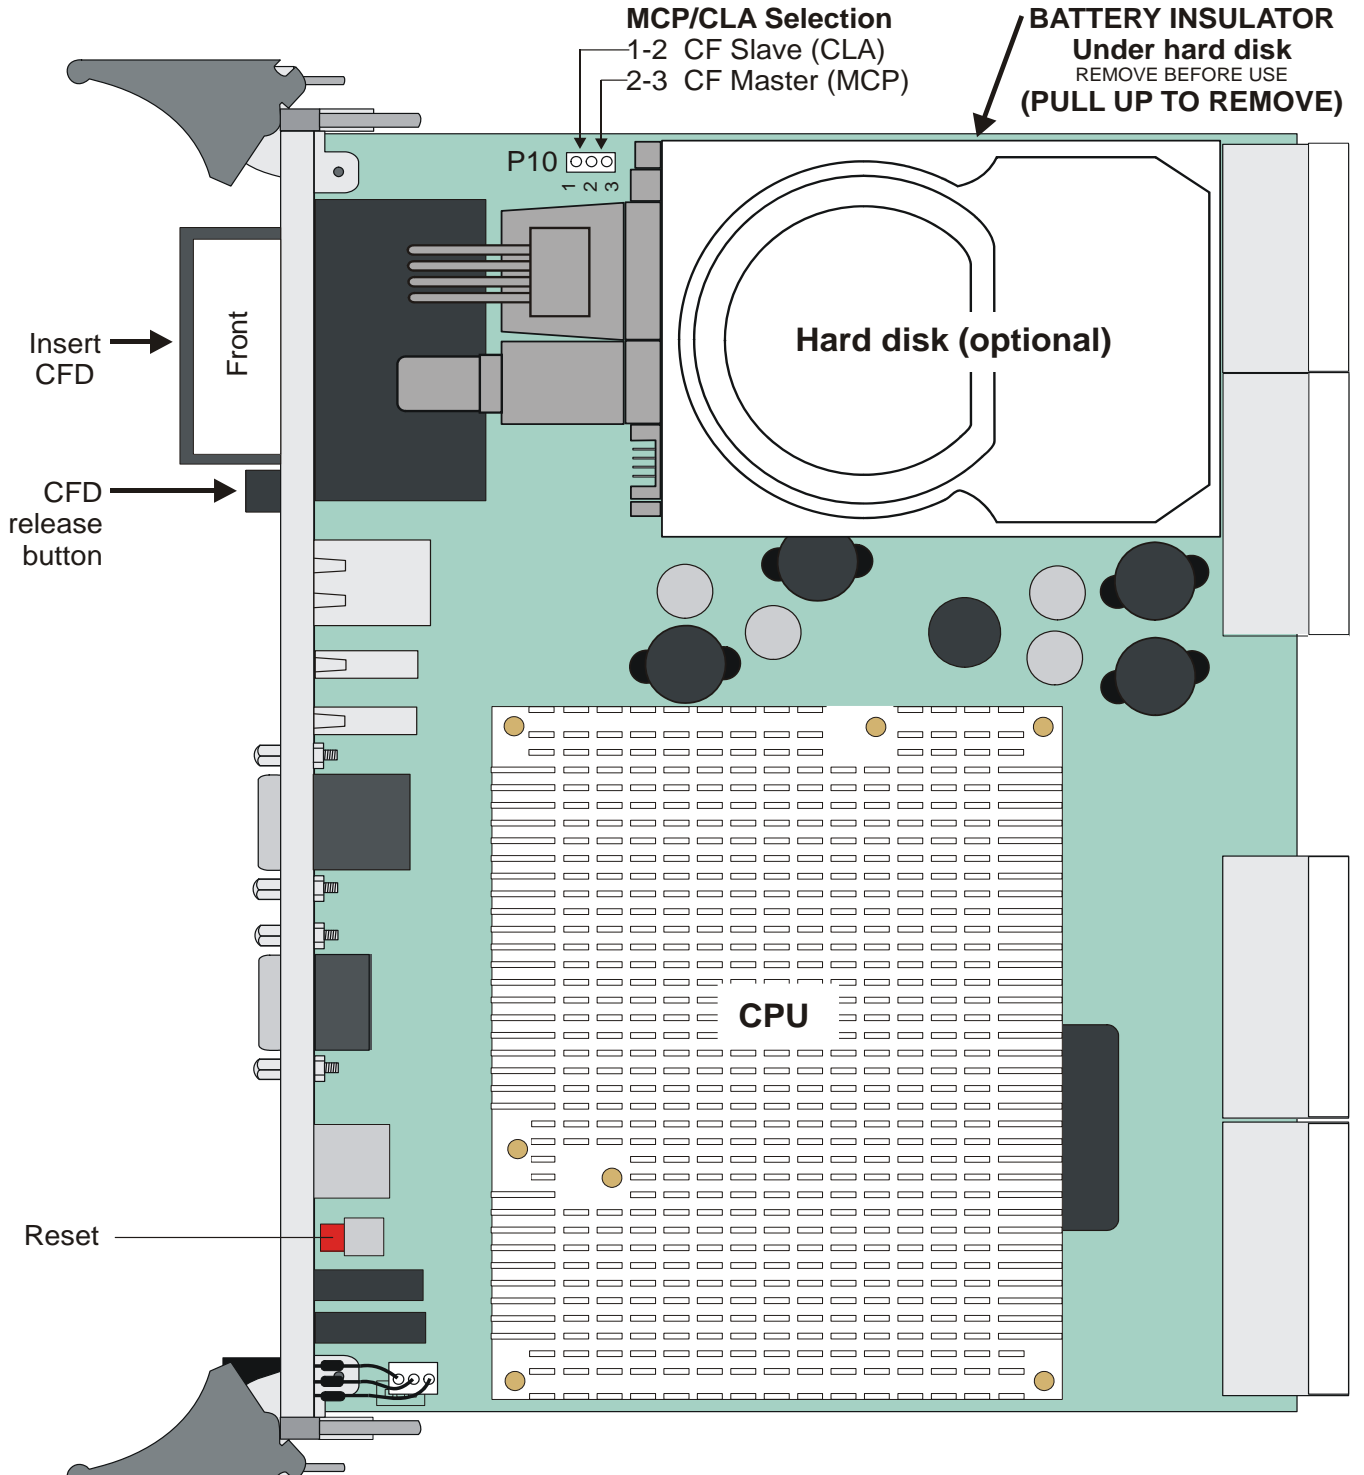 MCP/CLA Selection
1-2 CF Slave (CLA)
2-3 CF Master (MCP)
BATTERY INSULATOR
Under hard disk
REMOVE BEFORE USE
(PULL UP TO REMOVE)
P10
1
2
3
Insert
CFD
Front
Hard disk (optional)
CFD
release
button
CPU
Reset